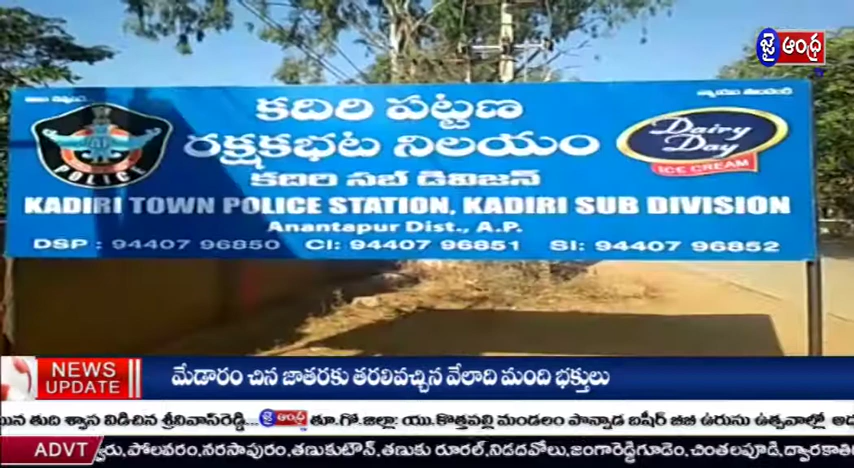 జై ఆంధ్ర
కదిరి పట్టణ
రక్షకభట నిలయం
Dairy Day
ICE CREAM
POLICE
కదిరి సబ్ డివిజన్
KADIRI TOWN POLICE STATION, KADIRI SUB DIVISION
Anantapur Dist., A.P.
DSP : 94407 96850 CI: 94407 96851 SI: 94407 96852
NEWS UPDATE
మేడారం చిన జాతరకు తరలివచ్చిన వేలాది మంది భక్తులు
తుది శ్వాస విడిచిన శ్రీనివాస్‌రెడ్డి... జై ఆంధ్ర తూ.గో.జిల్లా: యు.కొత్తపల్లి మండలం పొన్నాడ బషీర్ బీబి ఉరుసు ఉత్సవాల్లో
ADVT
పోలవరం,నరసాపురం,తణుకుటౌన్,తణుకు రూరల్,నిడదవోలు,జంగారెడ్డిగూడెం,చింతలపూడి,